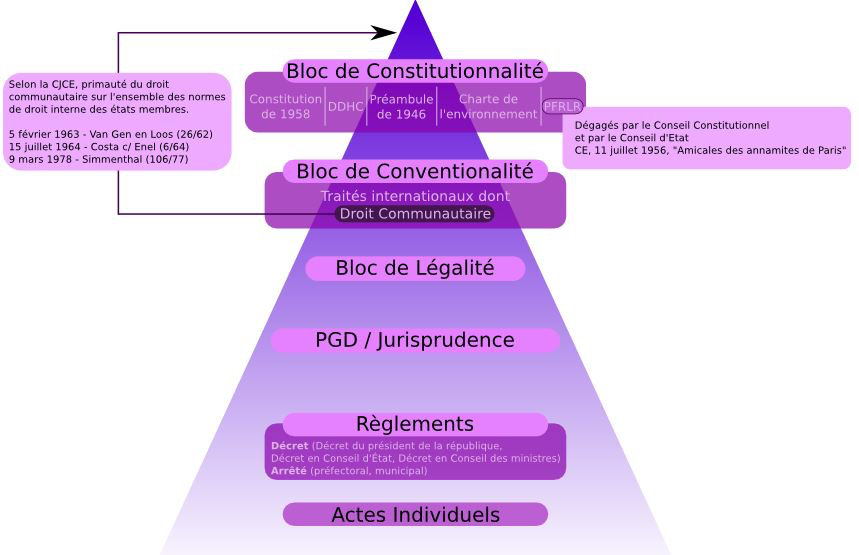 Bloc de Constitutionnalité
Selon la CJCE, primauté du droit
communautaire sur l'ensemble des normes
de droit interne des états membres.
5 février 1963 - Van Gen en Loos (26/62)
15 juillet 1964 - Costa c/ Enel (6/64)
9 mars 1978 - Simmenthal (106/77)
Constitution
de 1958
DDHC
Préambule
de 1946
Charte de
l'environnement
PFRLR
Dégagés par le Conseil Constitutionnel
et par le Conseil d'Etat
CE, 11 juillet 1956, "Amicales des annamites de Paris"
Bloc de Conventionalité
Traités internationaux dont
Droit Communautaire
Bloc de Légalité
PGD / Jurisprudence
Règlements
Décret (Décret du président de la république,
Décret en Conseil d'État, Décret en Conseil des ministres)
Arrêté (préfectoral, municipal)
Actes Individuels